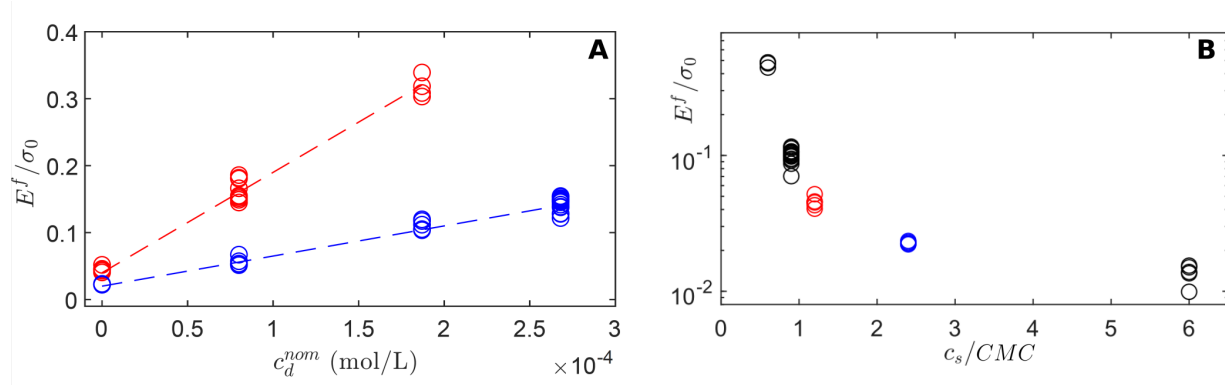 A
0.4
0.3
0.2
0.1
0
E^f/σ_0
0 0.5 1 1.5 2 2.5 3
c_d^{nom} (mol/L)
×10^{-4}
B
10^{-1}
10^{-2}
E^f/σ_0
0 1 2 3 4 5 6
c_s/CMC